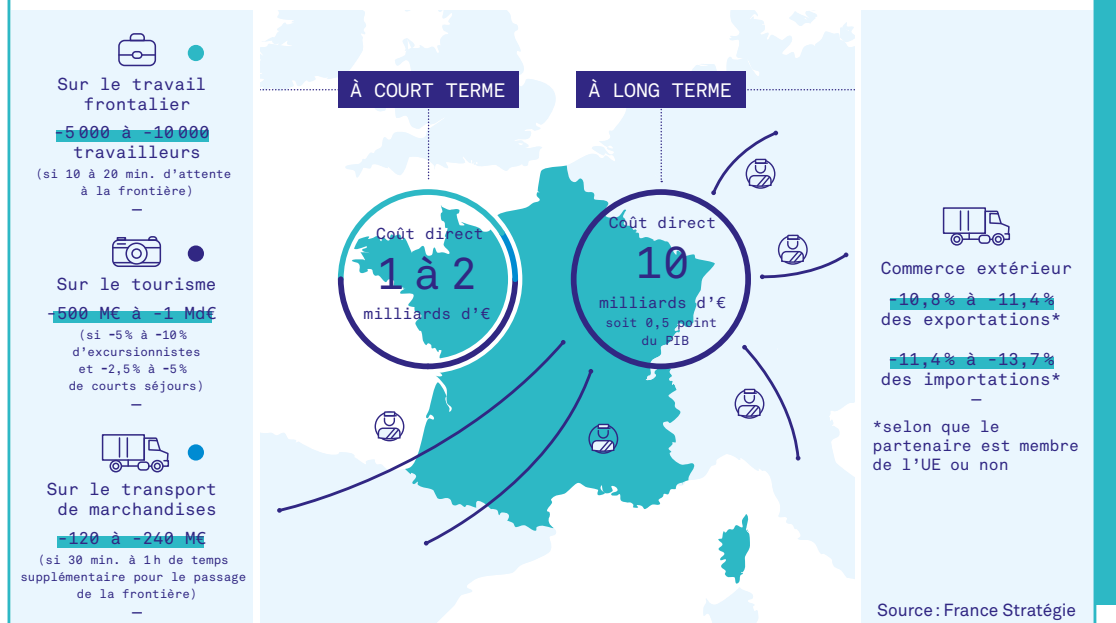 Sur le travail
frontalier
-5 000 à -10 000
travailleurs
(si 10 à 20 min. d'attente
à la frontière)
—
Sur le tourisme
-500 M€ à -1 Md€
(si -5 % à -10 %
d'excursionnistes
et -2,5 % à -5 %
de courts séjours)
—
Sur le transport
de marchandises
-120 à -240 M€
(si 30 min. à 1 h de temps
supplémentaire pour le passage
de la frontière)
—
À COURT TERME
Coût direct
1 à 2
milliards d'€
À LONG TERME
Coût direct
10
milliards d'€
soit 0,5 point
du PIB
Commerce extérieur
-10,8 % à -11,4 %
des exportations*
-11,4 % à -13,7 %
des importations*
—
*selon que le
partenaire est membre
de l'UE ou non
Source : France Stratégie